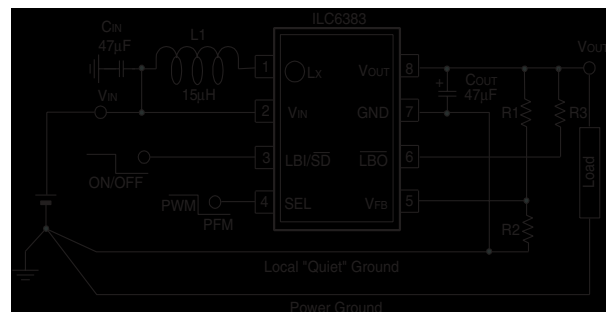 ILC6383
CIN
47µF
L1
15µH
VIN
1
2
3
4
LX
VIN
LBI/SD
SEL
VOUT
GND
LBO
VFB
8
7
6
5
+
COUT
47µF
R1
R3
R2
VOUT
Load
ON/OFF
PWM
PFM
Local "Quiet" Ground
Power Ground